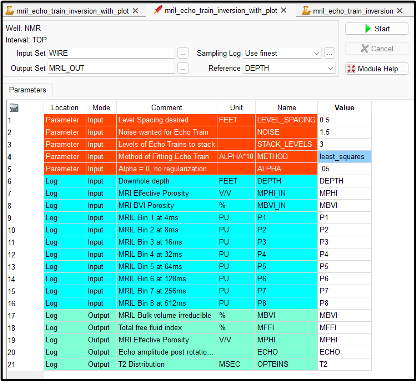 mril_echo_train_inversion_with_plot mril_echo_train_inversion_with_plot mril_echo_train_inversion
Well: NMR
Interval: TOP
Input Set WIRE ... Sampling Log Use finest ...
Output Set MRIL_OUT ... Reference DEPTH
Start
Cancel
Module Help
Parameters
Location Mode Comment Unit Name Value
1 Parameter Input Level Spacing desired FEET LEVEL_SPACING 0.5
2 Parameter Input Noise wanted for Echo Train NOISE 1.5
3 Parameter Input Levels of Echo Trains to stack STACK_LEVELS 3
4 Parameter Input Method of Fitting Echo Train ALPHA*10 METHOD least_squares
5 Parameter Input Alpha = 0, no regularization ALPHA .05
6 Log Input Downhole depth FEET DEPTH DEPTH
7 Log Input MRI Effective Porosity V/V MPHI_IN MPHI
8 Log Input MRI BVI Porosity % MBVI_IN MBVI
9 Log Input MRIL Bin 1 at 4ms PU P1 P1
10 Log Input MRIL Bin 2 at 8ms PU P2 P2
11 Log Input MRIL Bin 3 at 16ms PU P3 P3
12 Log Input MRIL Bin 4 at 32ms PU P4 P4
13 Log Input MRIL Bin 5 at 64ms PU P5 P5
14 Log Input MRIL Bin 6 at 128ms PU P6 P6
15 Log Input MRIL Bin 7 at 256ms PU P7 P7
16 Log Input MRIL Bin 8 at 512ms PU P8 P8
17 Log Output MRIL Bulk volume irreducible % MBVI MBVI
18 Log Output Total free fluid index % MFFI MFFI
19 Log Output MRI Effective Porosity V/V MPHI MPHI
20 Log Output Echo amplitude post rotatio... ECHO ECHO
21 Log Output T2 Distribution MSEC OPTBINS T2